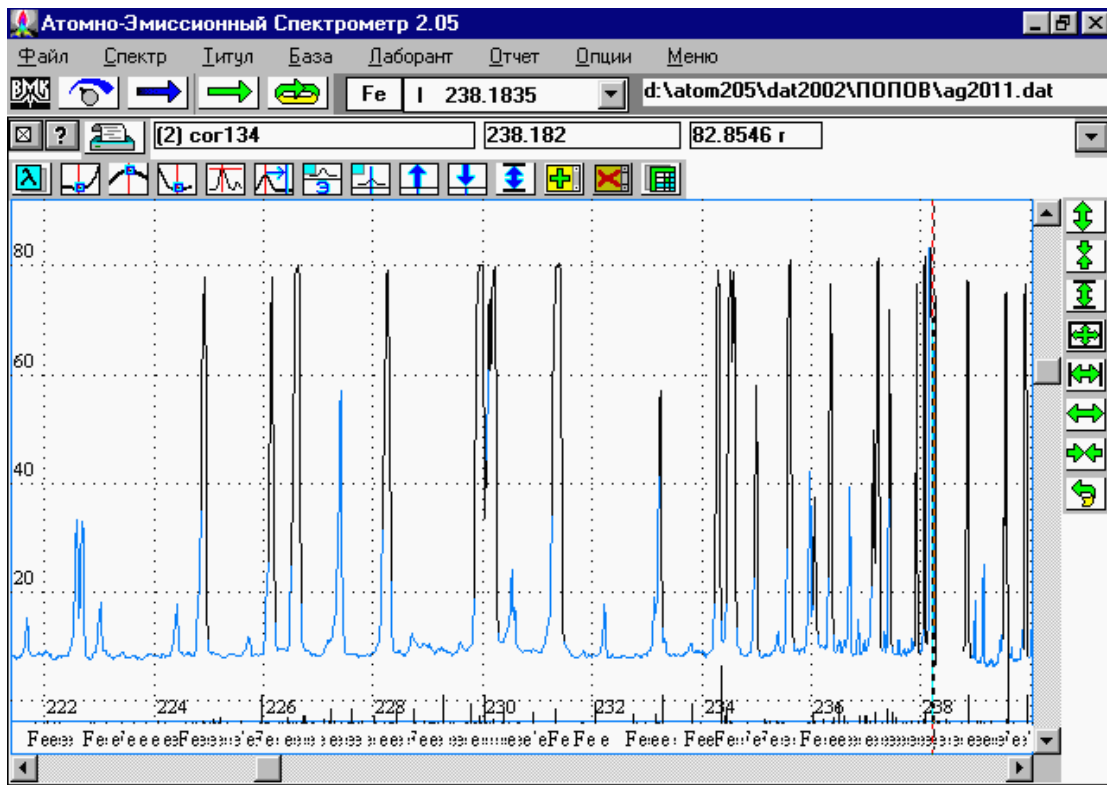 Атомно-Эмиссионный Спектрометр 2.05
Файл Спектр Титул База Лаборант Отчет Опции Меню
ВМК Fe I 238.1835 d:\atom205\dat2002\ПОПОВ\ag2011.dat
? (2) cor134 238.182 82.8546 г
λ Э
80
60
40
20
222 224 226 228 230 232 234 236 238